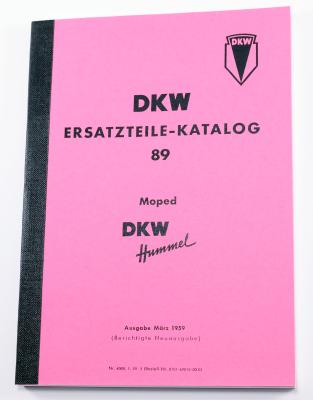 DKW
DKW
ERSATZTEILE-KATALOG
89
Moped
DKW
Hummel
Ausgabe März 1959
(Berichtigte Neuausgabe)